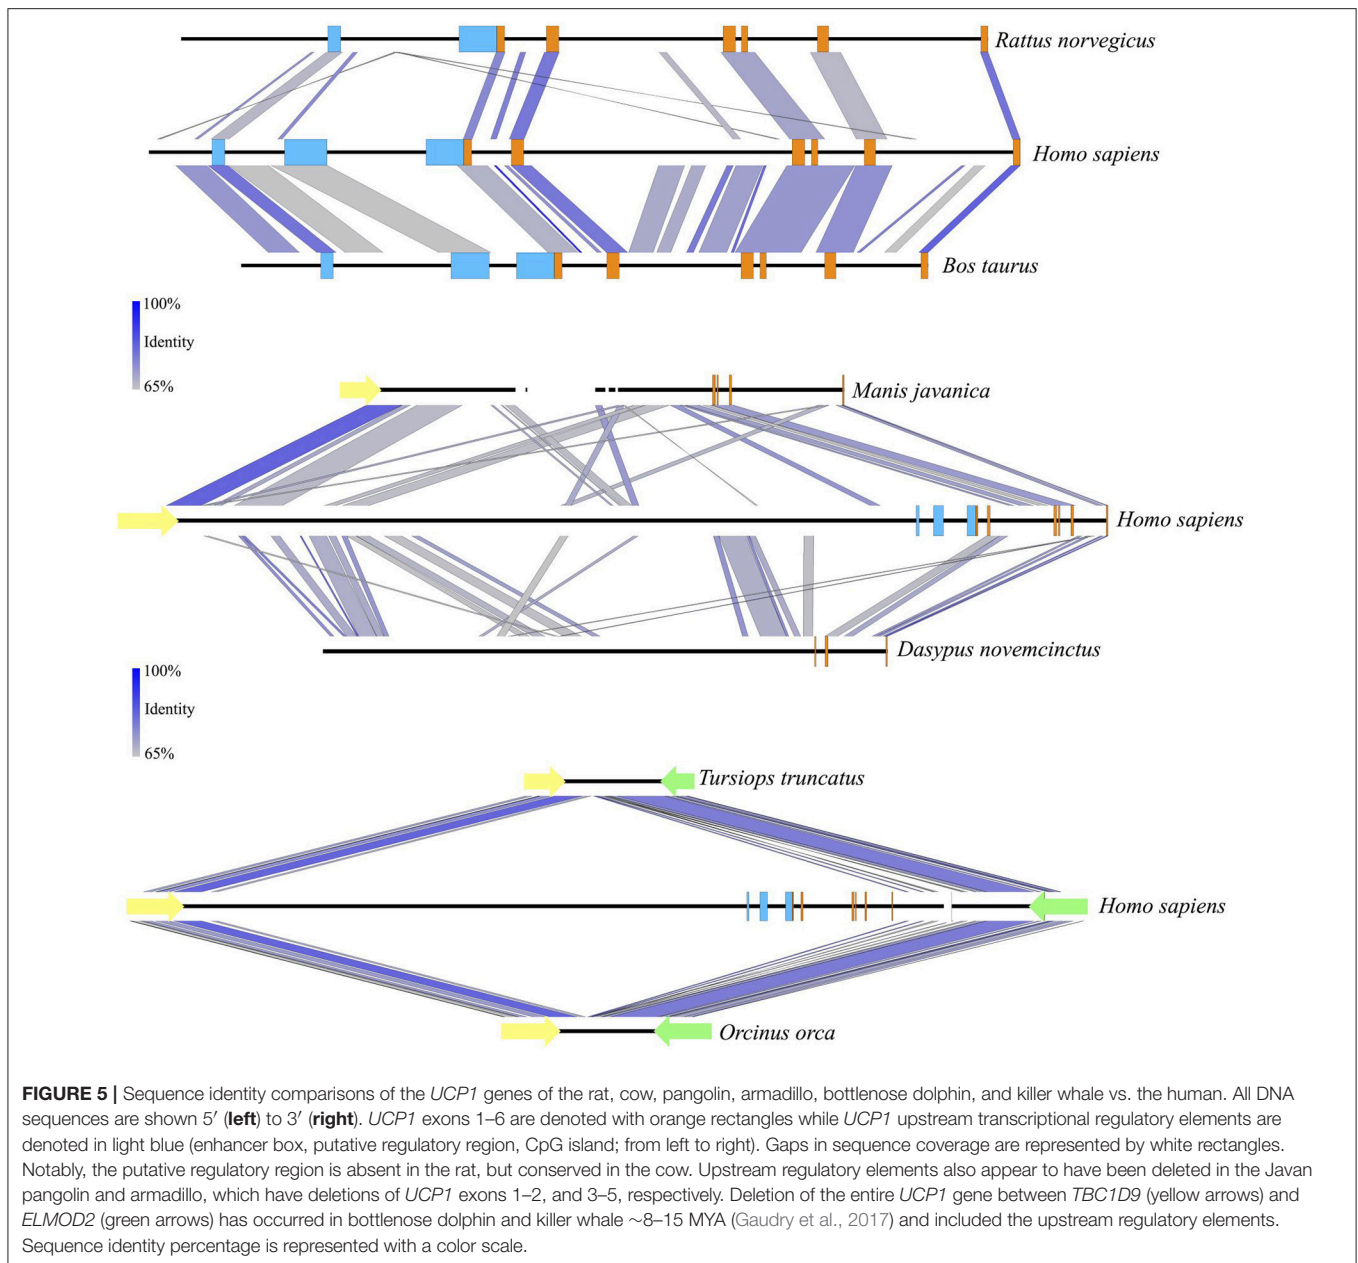 Rattus norvegicus
Homo sapiens
Bos taurus
100%
Identity
65%
Manis javanica
Homo sapiens
Dasypus novemcinctus
100%
Identity
65%
Tursiops truncatus
Homo sapiens
Orcinus orca
FIGURE 5 | Sequence identity comparisons of the UCP1 genes of the rat, cow, pangolin, armadillo, bottlenose dolphin, and killer whale vs. the human. All DNA
sequences are shown 5′ (left) to 3′ (right). UCP1 exons 1–6 are denoted with orange rectangles while UCP1 upstream transcriptional regulatory elements are
denoted in light blue (enhancer box, putative regulatory region, CpG island; from left to right). Gaps in sequence coverage are represented by white rectangles.
Notably, the putative regulatory region is absent in the rat, but conserved in the cow. Upstream regulatory elements also appear to have been deleted in the Javan
pangolin and armadillo, which have deletions of UCP1 exons 1–2, and 3–5, respectively. Deletion of the entire UCP1 gene between TBC1D9 (yellow arrows) and
ELMOD2 (green arrows) has occurred in bottlenose dolphin and killer whale ∼8–15 MYA (Gaudry et al., 2017) and included the upstream regulatory elements.
Sequence identity percentage is represented with a color scale.